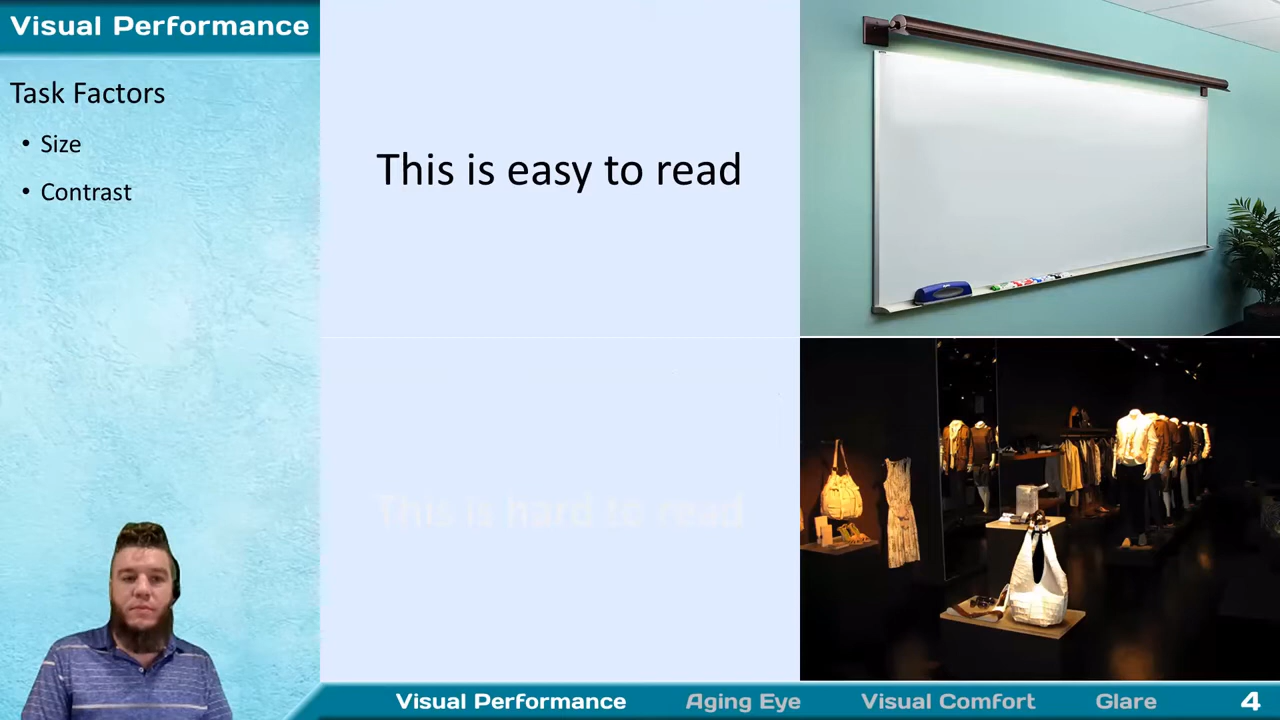 Visual Performance
Task Factors
• Size
• Contrast
This is easy to read
This is hard to read
Visual Performance Aging Eye Visual Comfort Glare 4